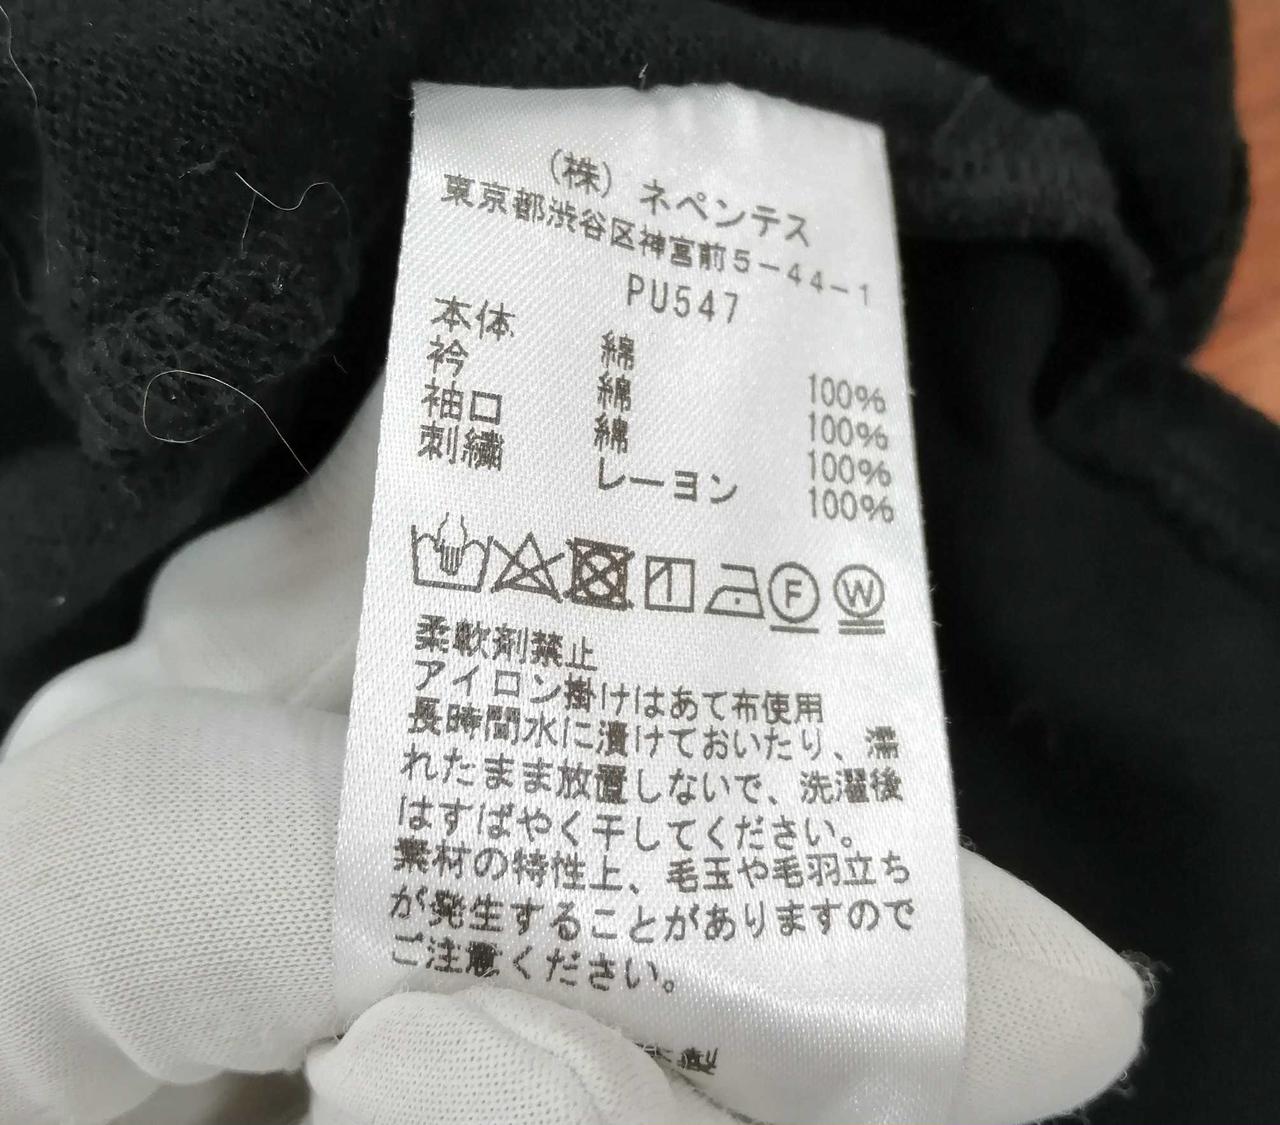 (株) ネペンテス
東京都渋谷区神宮前5-44-1
PU547
本体 綿 100%
衿 綿 100%
袖口 綿 100%
刺繍 レーヨン 100%
F W
柔軟剤禁止
アイロン掛けはあて布使用
長時間水に漬けておいたり、濡
れたまま放置しないで、洗濯後
はすばやく干してください。
素材の特性上、毛玉や毛羽立ち
が発生することがありますので
ご注意ください。
製